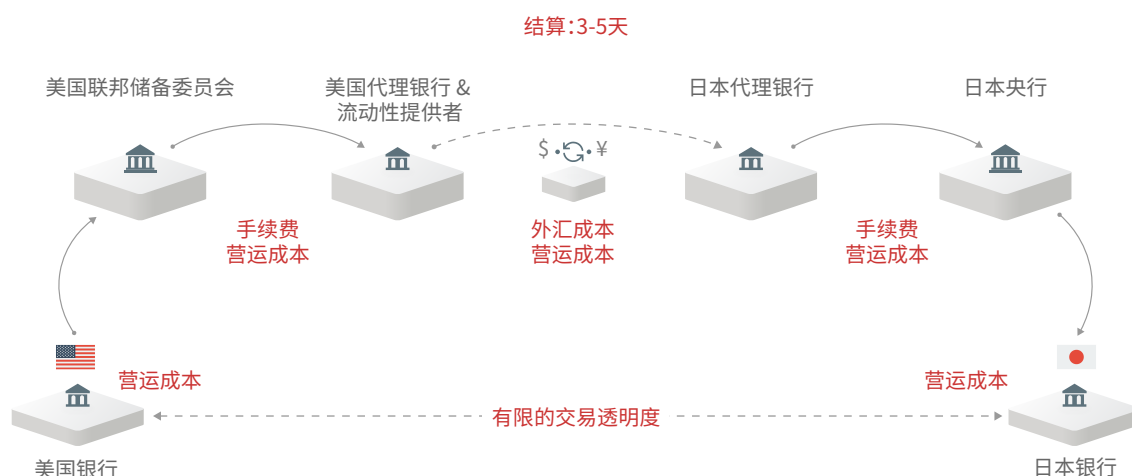 结算:3-5天
美国联邦储备委员会
美国代理银行 &
流动性提供者
日本代理银行
日本央行
$
¥
手续费
营运成本
外汇成本
营运成本
手续费
营运成本
营运成本
营运成本
有限的交易透明度
美国银行
日本银行